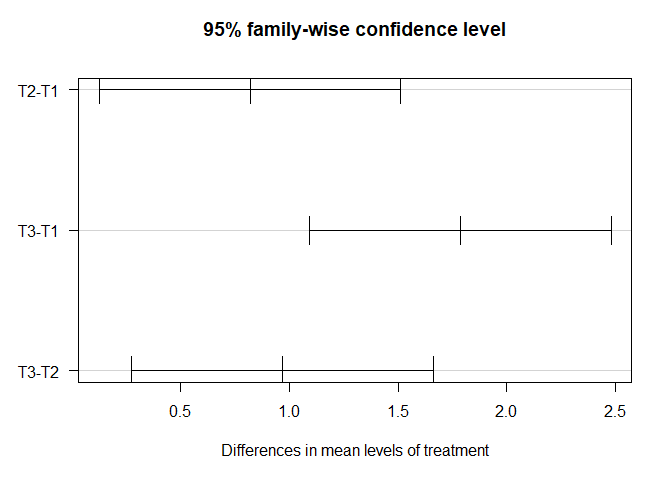 95% family-wise confidence level
T2-T1
T3-T1
T3-T2
0.5 1.0 1.5 2.0 2.5
Differences in mean levels of treatment